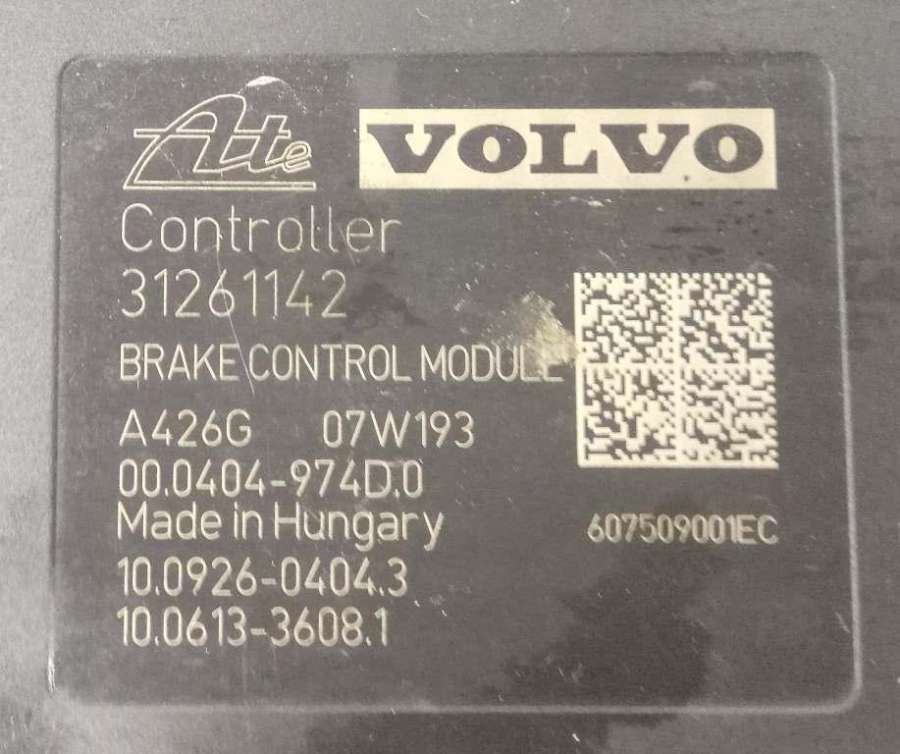 Ate VOLVO
Controller
31261142
BRAKE CONTROL MODULE
A426G 07W193
00.0404-974D.0
Made in Hungary
607509001EC
10.0926-0404.3
10.0613-3608.1